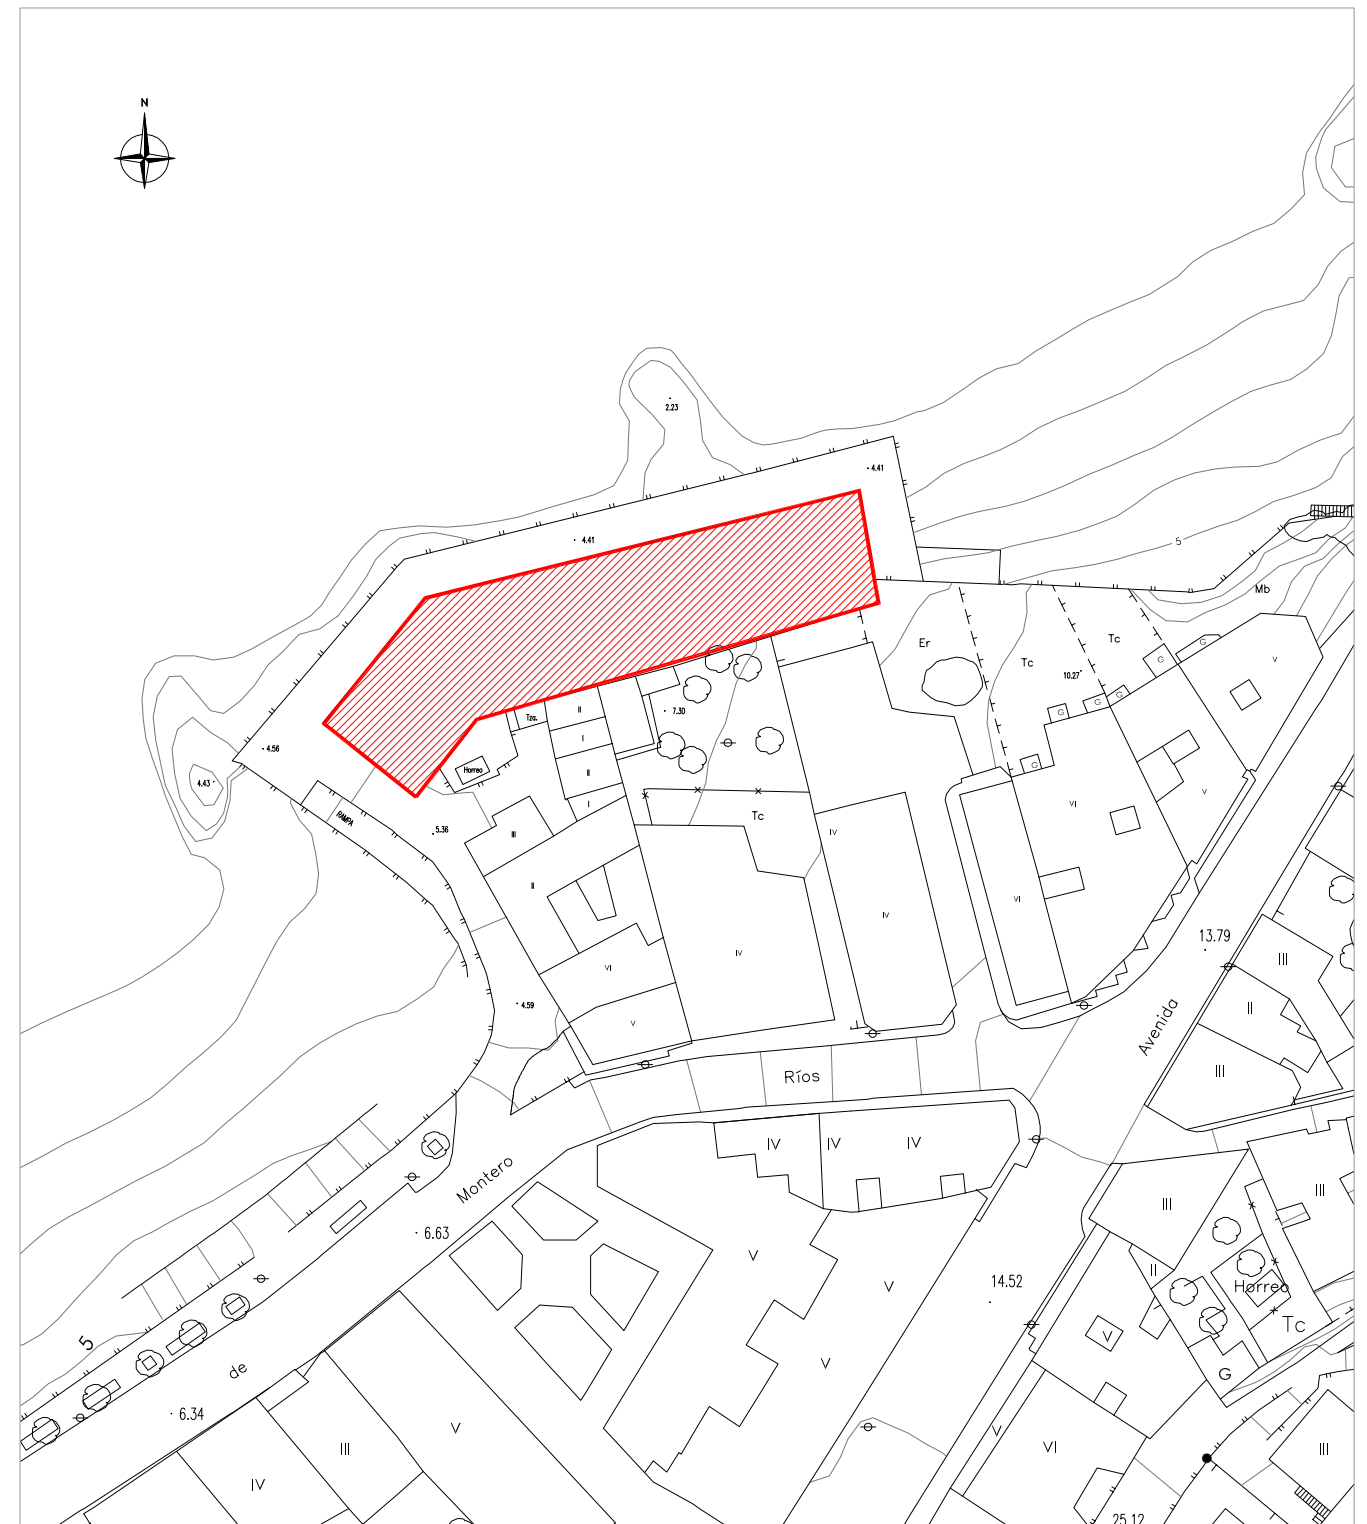 N
2.23
4.41
4.41
5
Mb
Er
Tc
Tc
V
10.27
G
G
G
G
G
Tza.
II
7.30
I
4.56
Horreo
II
4.43
I
V
VI
RAMPA
5.36
III
Tc
IV
II
VI
IV
13.79
IV
III
VI
4.59
II
V
Avenida
III
Ríos
IV
IV
IV
Montero
III
III
6.63
V
V
II
14.52
Horreo
Tc
5
V
V
de
G
6.34
V
V
VI
III
III
IV
25.12